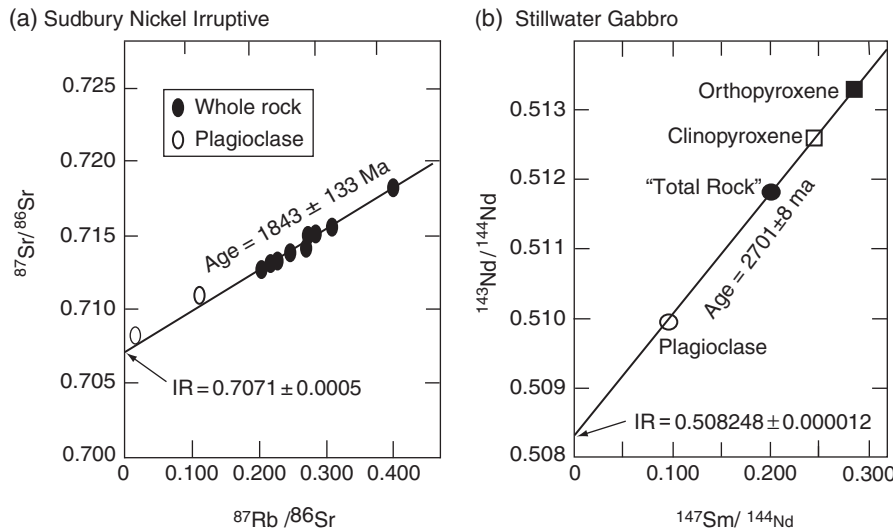 (a) Sudbury Nickel Irruptive
0.725
0.720
0.715
0.710
0.705
0.700
⁸⁷Sr/⁸⁶Sr
Whole rock
Plagioclase
Age = 1843 ± 133 Ma
IR=0.7071±0.0005
0
0.100
0.200
0.300
0.400
⁸⁷Rb /⁸⁶Sr
(b) Stillwater Gabbro
0.513
0.512
0.511
0.510
0.509
0.508
¹⁴³Nd/¹⁴⁴Nd
Orthopyroxene
Clinopyroxene
“Total Rock”
Age = 2701±8 ma
Plagioclase
IR=0.508248±0.000012
0
0.100
0.200
0.300
¹⁴⁷Sm/ ¹⁴⁴Nd